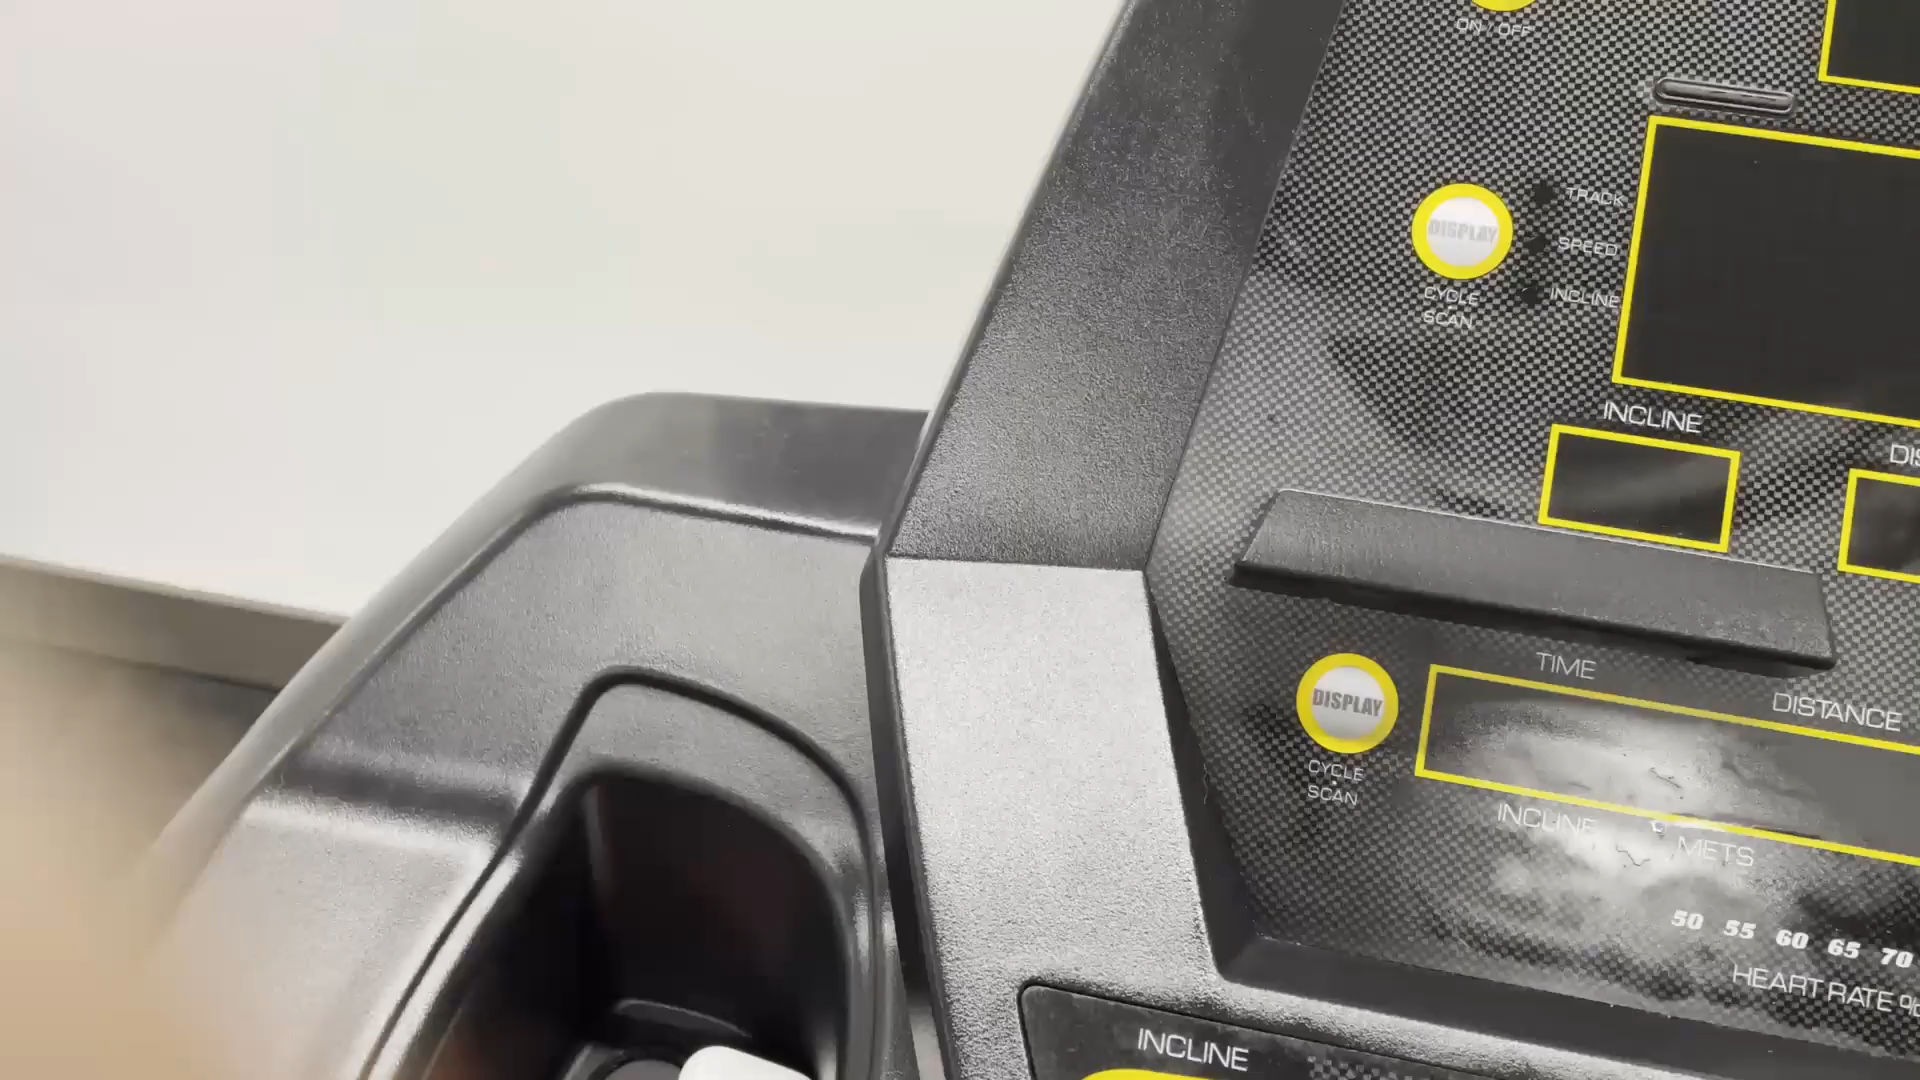 ON / OFF
DISPLAY
CYCLE
SCAN
TRACK
SPEED
INCLINE
INCLINE
TIME
DISTANCE
DISPLAY
CYCLE
SCAN
INCLINE
METS
50 55 60 65 70
HEART RATE
INCLINE